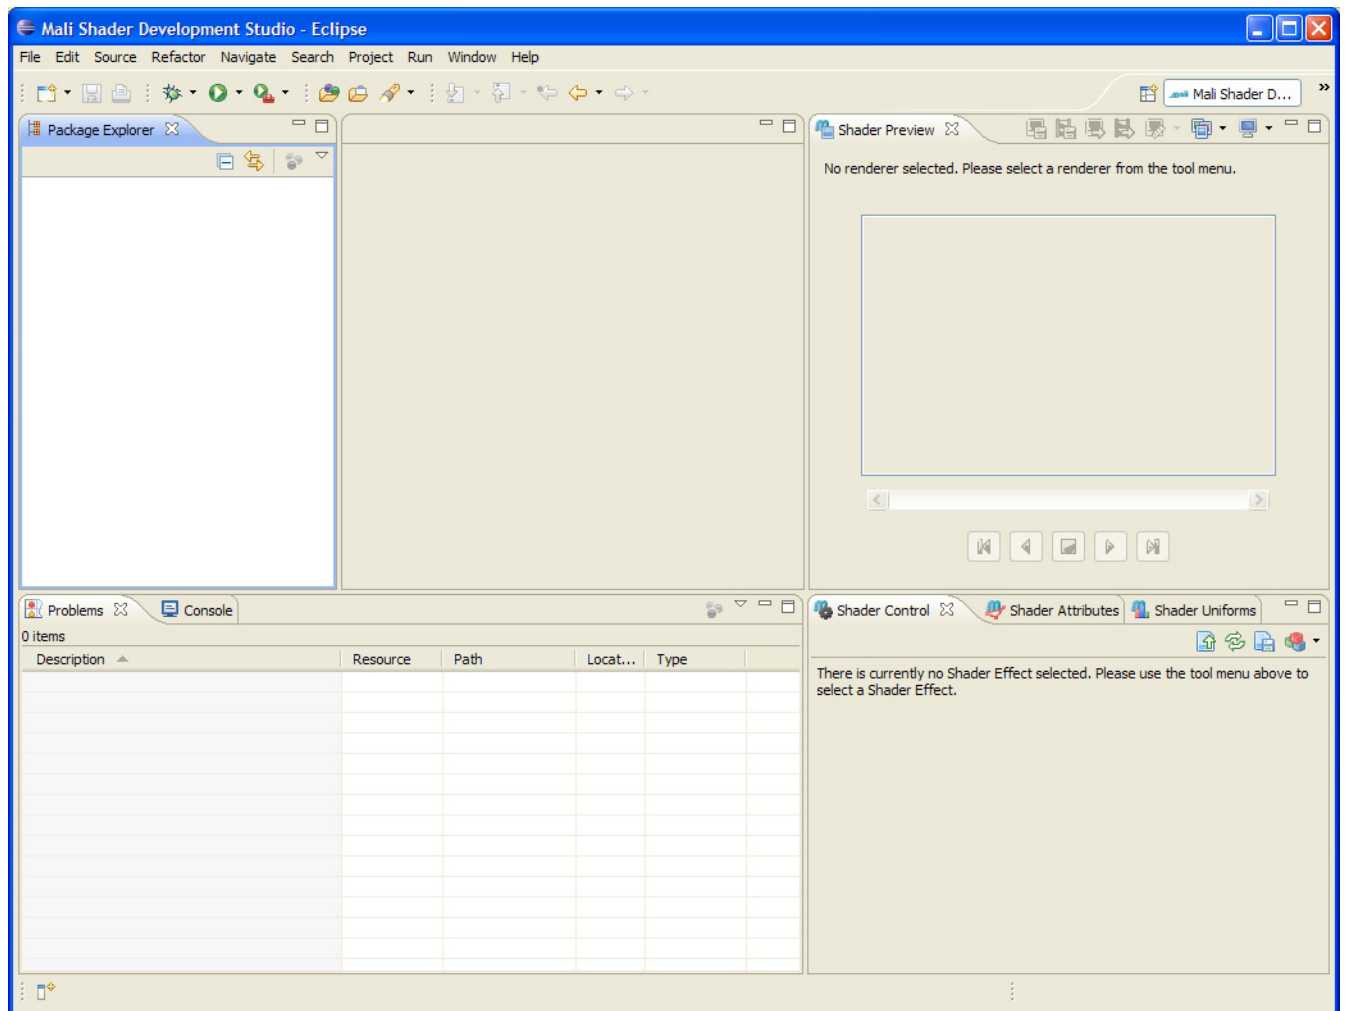 Mali Shader Development Studio - Eclipse
File Edit Source Refactor Navigate Search Project Run Window Help
Mali Shader D...
Package Explorer
Shader Preview
No renderer selected. Please select a renderer from the tool menu.
Problems Console
0 items
Description Resource Path Locat... Type
Shader Control Shader Attributes Shader Uniforms
There is currently no Shader Effect selected. Please use the tool menu above to
select a Shader Effect.